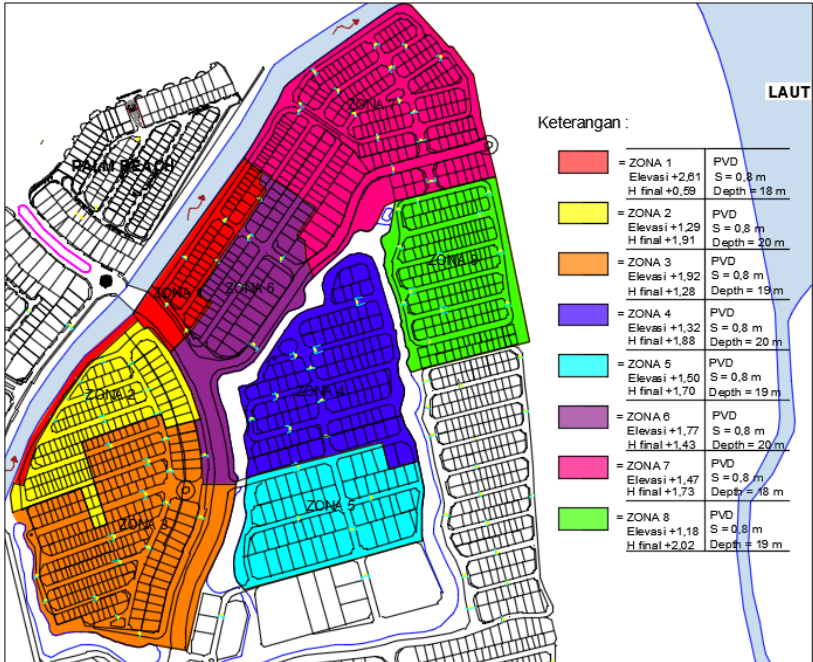 LAUT
ZONA 7
PALM BEACH
ZONA 1
ZONA 6
ZONA 8
ZONA 2
ZONA 4
ZONA 3
ZONA 5
Keterangan :
= ZONA 1 PVD
Elevasi +2,61 S = 0,8 m
H final +0,59 Depth = 18 m
= ZONA 2 PVD
Elevasi +1,29 S = 0,8 m
H final +1,91 Depth = 20 m
= ZONA 3 PVD
Elevasi +1,92 S = 0,8 m
H final +1,28 Depth = 19 m
= ZONA 4 PVD
Elevasi +1,32 S = 0,8 m
H final +1,88 Depth = 20 m
= ZONA 5 PVD
Elevasi +1,50 S = 0,8 m
H final +1,70 Depth = 19 m
= ZONA 6 PVD
Elevasi +1,77 S = 0,8 m
H final +1,43 Depth = 20 m
= ZONA 7 PVD
Elevasi +1,47 S = 0,8 m
H final +1,73 Depth = 18 m
= ZONA 8 PVD
Elevasi +1,18 S = 0,8 m
H final +2,02 Depth = 19 m